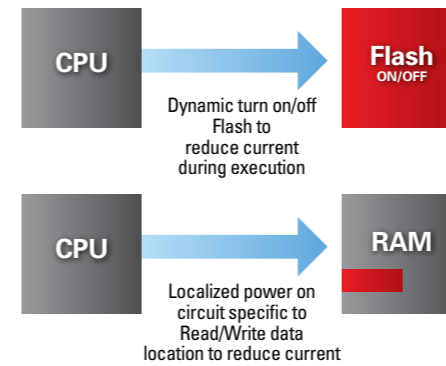 CPU
Flash
ON/OFF
Dynamic turn on/off
Flash to
reduce current
during execution
CPU
RAM
Localized power on
circuit specific to
Read/Write data
location to reduce current